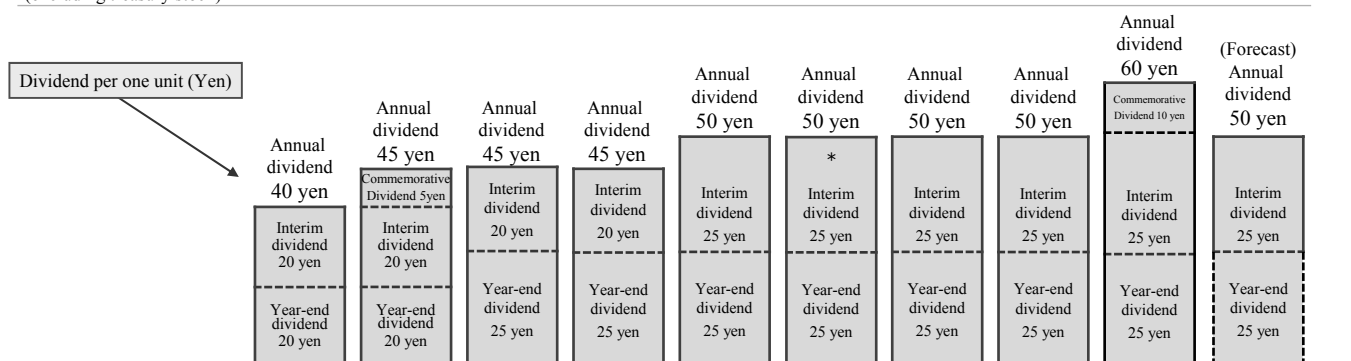 Dividend per one unit (Yen)
Annual
dividend
40 yen
Interim
dividend
20 yen
Year-end
dividend
20 yen
Annual
dividend
45 yen
Commemorative
Dividend 5yen
Interim
dividend
20 yen
Year-end
dividend
20 yen
Annual
dividend
45 yen
Interim
dividend
20 yen
Year-end
dividend
25 yen
Annual
dividend
45 yen
Interim
dividend
20 yen
Year-end
dividend
25 yen
Annual
dividend
50 yen
Interim
dividend
25 yen
Year-end
dividend
25 yen
Annual
dividend
50 yen
*
Interim
dividend
25 yen
Year-end
dividend
25 yen
Annual
dividend
50 yen
Interim
dividend
25 yen
Year-end
dividend
25 yen
Annual
dividend
50 yen
Interim
dividend
25 yen
Year-end
dividend
25 yen
Annual
dividend
60 yen
Commemorative
Dividend 10 yen
Interim
dividend
25 yen
Year-end
dividend
25 yen
(Forecast)
Annual
dividend
50 yen
Interim
dividend
25 yen
Year-end
dividend
25 yen